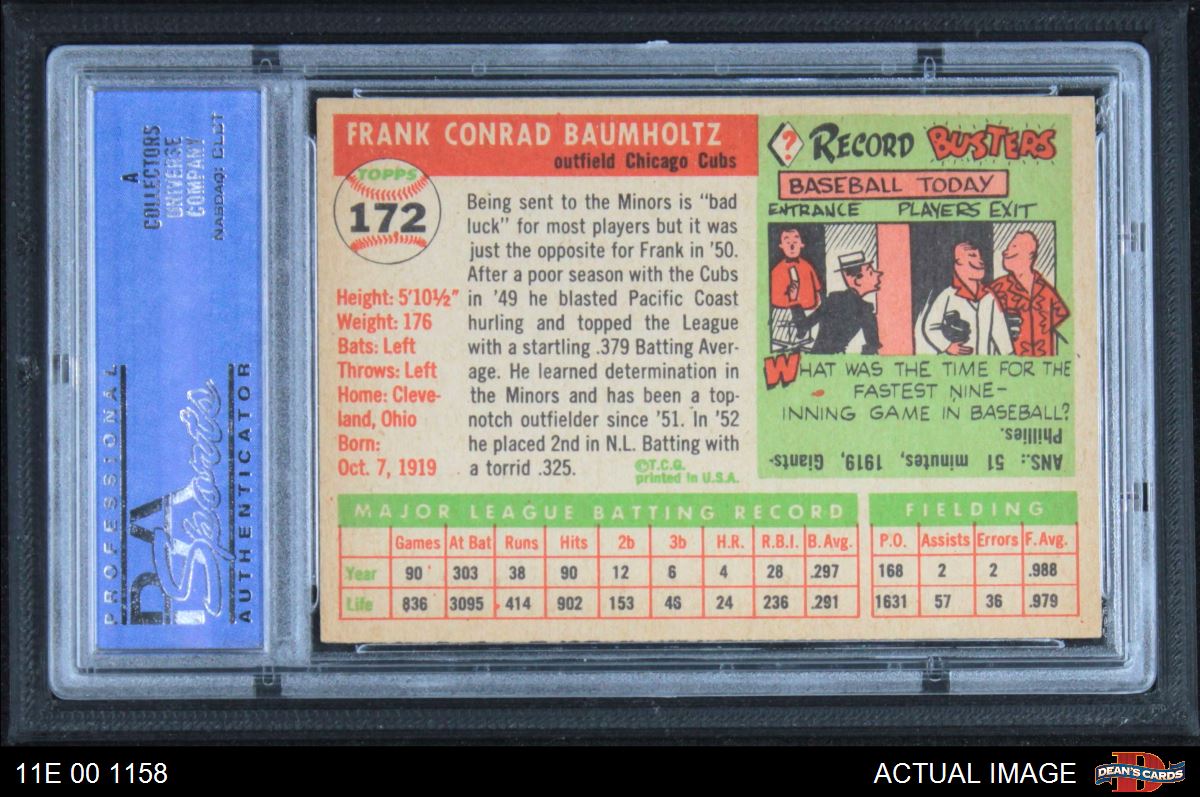 A
COLLECTORS
UNIVERSE
COMPANY
NASDAQ: CLCT
PROFESSIONAL
PSA
Sports
AUTHENTICATOR
FRANK CONRAD BAUMHOLTZ
outfield Chicago Cubs
TOPPS
172
Height: 5'10½"
Weight: 176
Bats: Left
Throws: Left
Home: Cleve-
land, Ohio
Born:
Oct. 7, 1919
Being sent to the Minors is "bad
luck" for most players but it was
just the opposite for Frank in '50.
After a poor season with the Cubs
in '49 he blasted Pacific Coast
hurling and topped the League
with a startling .379 Batting Aver-
age. He learned determination in
the Minors and has been a top-
notch outfielder since '51. In '52
he placed 2nd in N.L. Batting with
a torrid .325.
©T.C.G.
printed in U.S.A.
? RECORD BUSTERS
BASEBALL TODAY
ENTRANCE PLAYERS EXIT
WHAT WAS THE TIME FOR THE
FASTEST NINE-
INNING GAME IN BASEBALL?
ANS.: 51 minutes, 1919, Giants-
Phillies.
MAJOR LEAGUE BATTING RECORD
Games At Bat Runs Hits 2b 3b H.R. R.B.I. B. Avg.
Year 90 303 38 90 12 6 4 28 .297
Life 836 3095 414 902 153 48 24 236 .291
FIELDING
P.O. Assists Errors F. Avg.
168 2 2 .988
1631 57 36 .979
11E 00 1158
ACTUAL IMAGE
D
DEAN'S CARDS